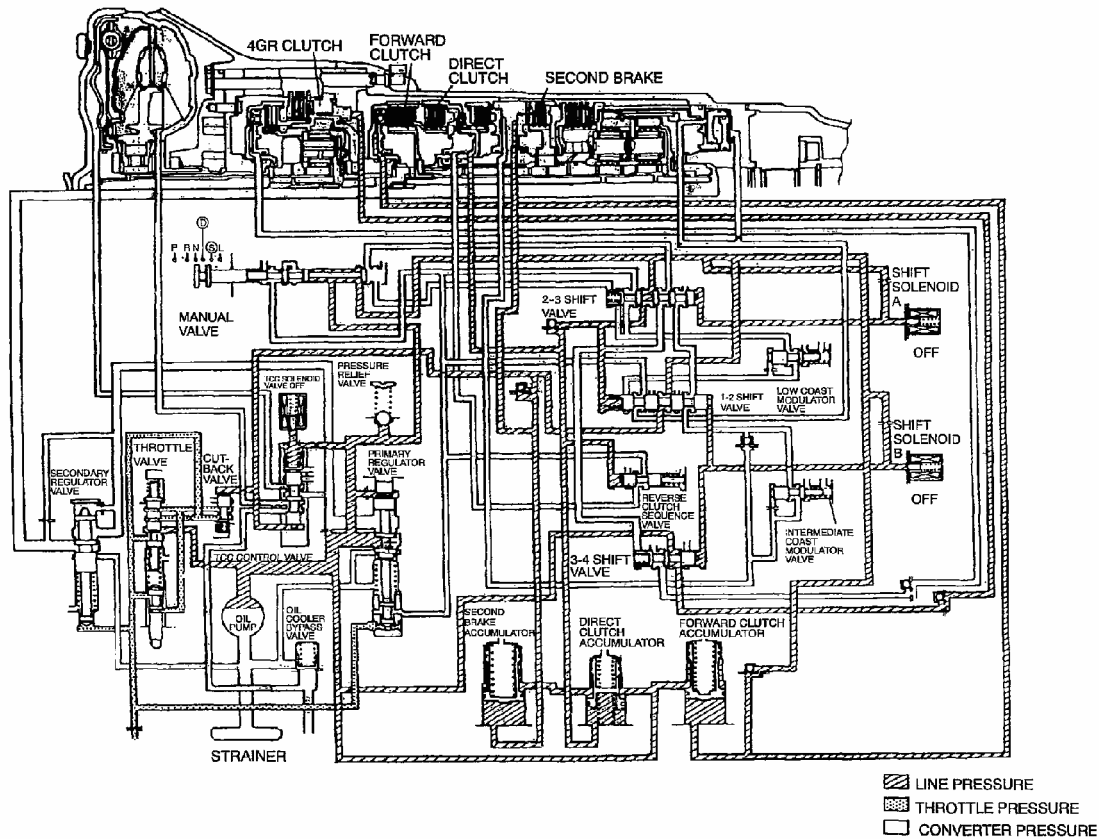 4GR CLUTCH
FORWARD
CLUTCH
DIRECT
CLUTCH
SECOND BRAKE
D
P R N S L
MANUAL
VALVE
2-3 SHIFT
VALVE
SHIFT
SOLENOID
A
OFF
PRESSURE
RELIEF
VALVE
TCC SOLENOID
VALVE OFF
1-2 SHIFT
VALVE
LOW COAST
MODULATOR
VALVE
SHIFT
SOLENOID
B
OFF
SECONDARY
REGULATOR
VALVE
THROTTLE
VALVE
CUT-
BACK
VALVE
PRIMARY
REGULATOR
VALVE
REVERSE
CLUTCH
SEQUENCE
VALVE
INTERMEDIATE
COAST
MODULATOR
VALVE
TCC CONTROL VALVE
3-4 SHIFT
VALVE
OIL
PUMP
OIL
COOLER
BYPASS
VALVE
SECOND
BRAKE
ACCUMULATOR
DIRECT
CLUTCH
ACCUMULATOR
FORWARD CLUTCH
ACCUMULATOR
STRAINER
LINE PRESSURE
THROTTLE PRESSURE
CONVERTER PRESSURE